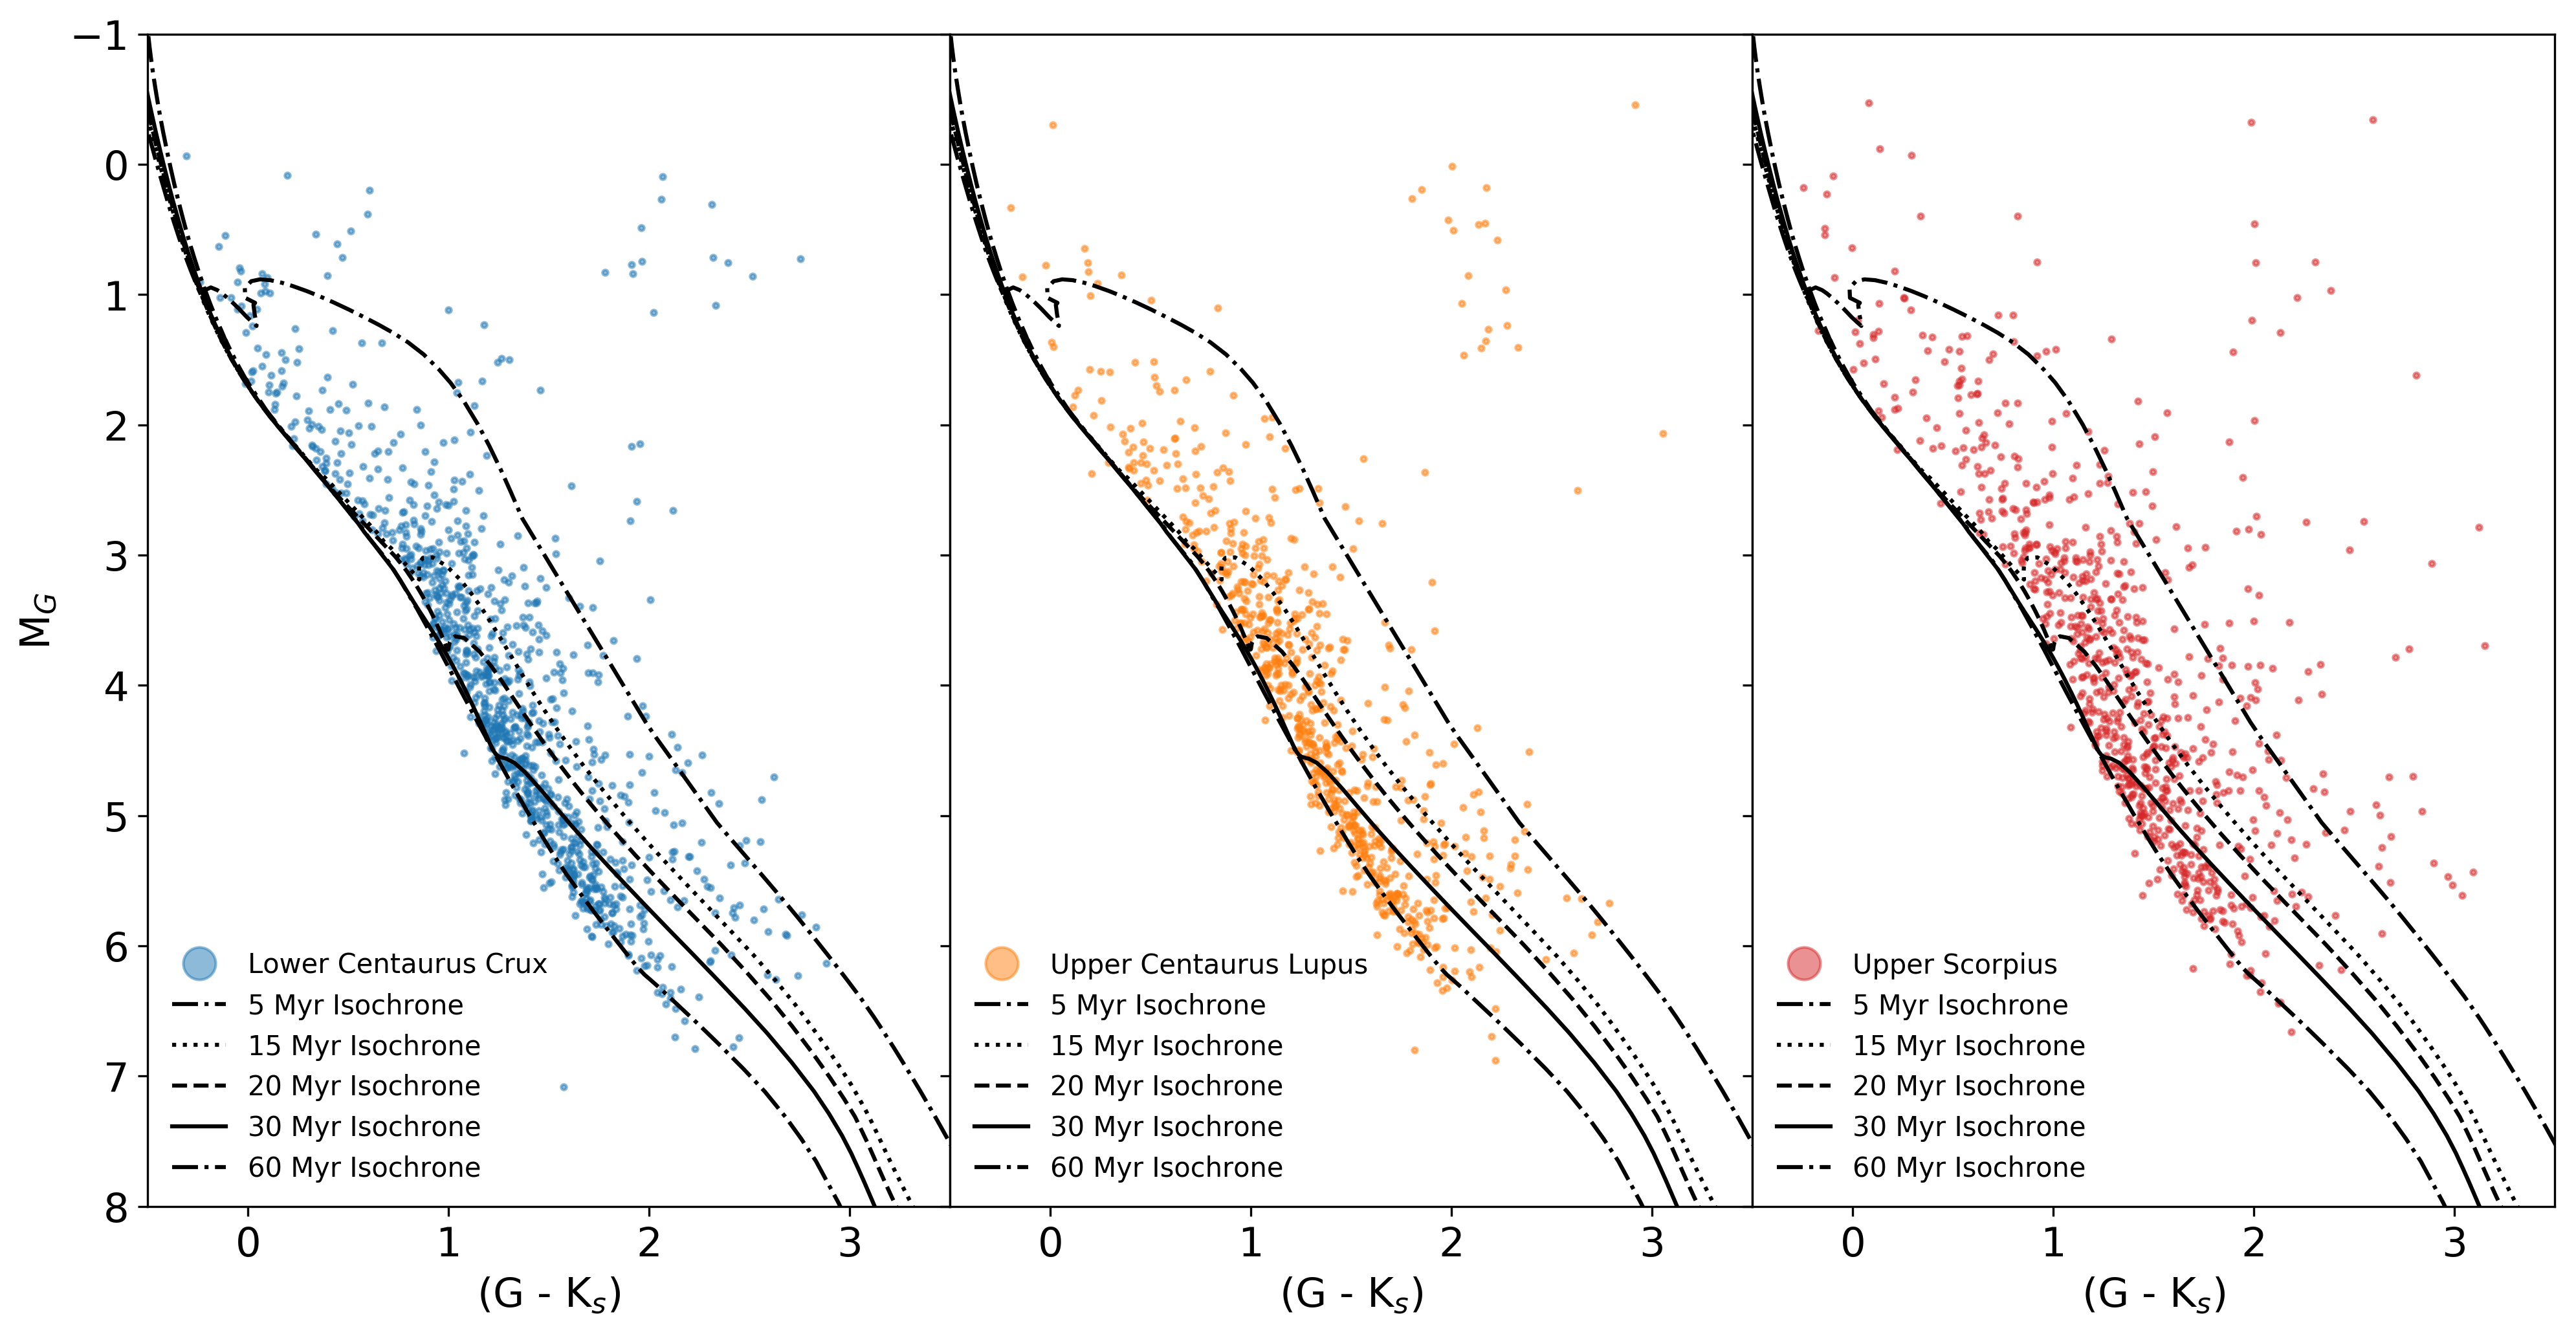 −1
0
1
2
3
4
5
6
7
8
M_G
Lower Centaurus Crux
5 Myr Isochrone
15 Myr Isochrone
20 Myr Isochrone
30 Myr Isochrone
60 Myr Isochrone
0 1 2 3
(G - K_s)
Upper Centaurus Lupus
5 Myr Isochrone
15 Myr Isochrone
20 Myr Isochrone
30 Myr Isochrone
60 Myr Isochrone
0 1 2 3
(G - K_s)
Upper Scorpius
5 Myr Isochrone
15 Myr Isochrone
20 Myr Isochrone
30 Myr Isochrone
60 Myr Isochrone
0 1 2 3
(G - K_s)